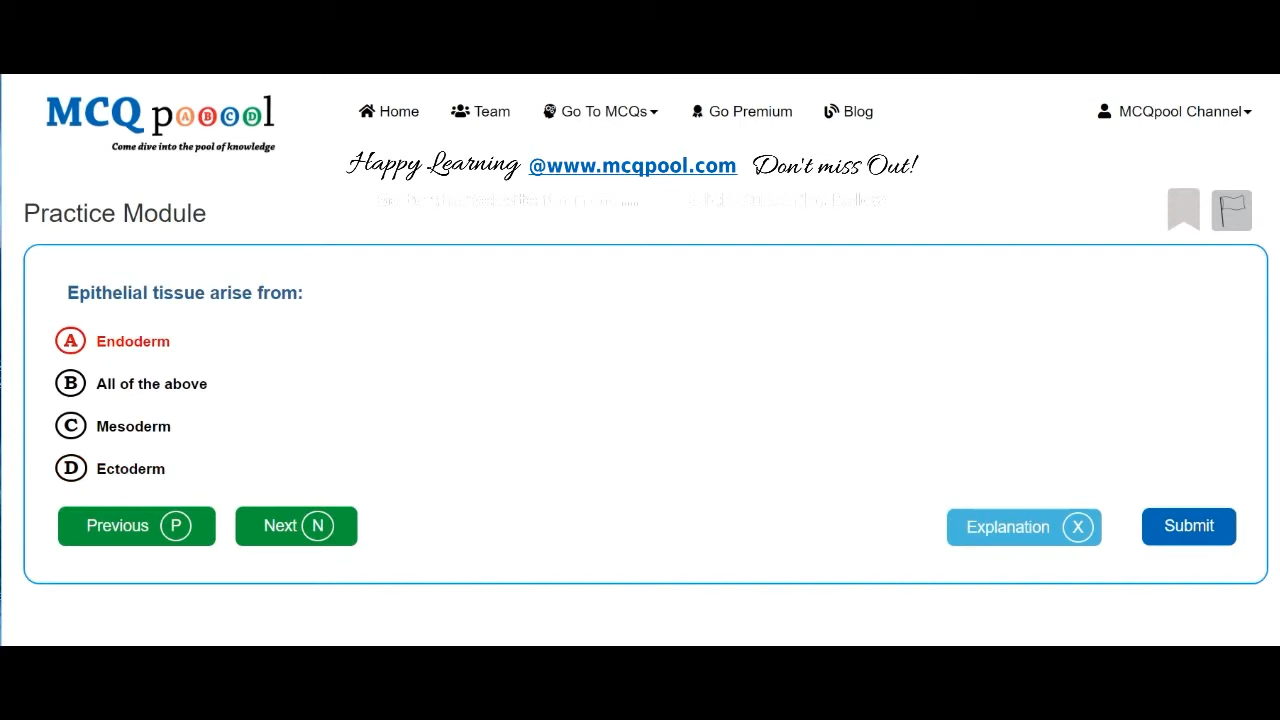 MCQ pooool
Come dive into the pool of knowledge
Home Team Go To MCQs Go Premium Blog MCQpool Channel
Happy Learning @www.mcqpool.com Don't miss Out!
Practice Module
Epithelial tissue arise from:
A Endoderm
B All of the above
C Mesoderm
D Ectoderm
Previous P Next N Explanation X Submit